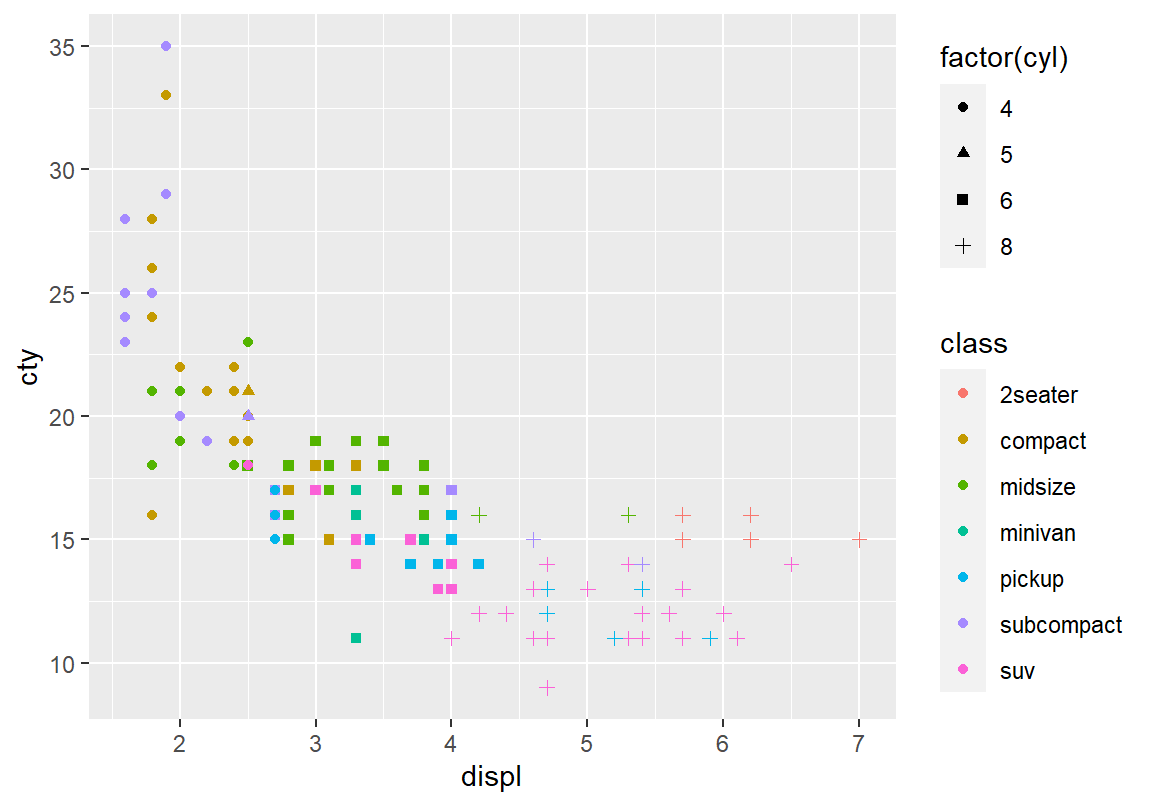 35
30
25
20
15
10
cty
2 3 4 5 6 7
displ
factor(cyl)
4
5
6
8
class
2seater
compact
midsize
minivan
pickup
subcompact
suv